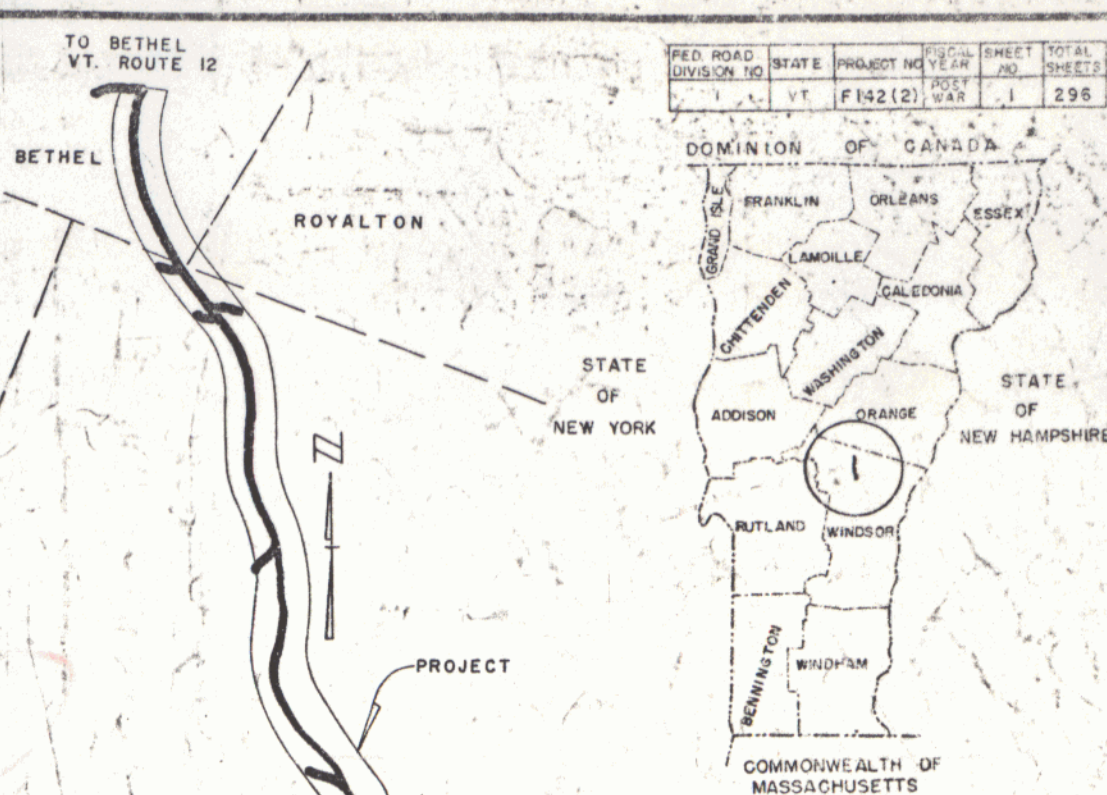 TO BETHEL
VT. ROUTE 12
BETHEL
ROYALTON
FED. ROAD DIVISION NO | STATE | PROJECT NO | FISCAL YEAR | SHEET NO. | TOTAL SHEETS
1 | VT | F142(2) | POST WAR | 1 | 296
DOMINION OF CANADA
GRAND ISLE
FRANKLIN
ORLEANS
ESSEX
LAMOILLE
CALEDONIA
CHITTENDEN
WASHINGTON
STATE
OF
NEW YORK
ADDISON
ORANGE
STATE
OF
NEW HAMPSHIRE
1
N
RUTLAND
WINDSOR
PROJECT
BENNINGTON
WINDHAM
COMMONWEALTH OF
MASSACHUSETTS